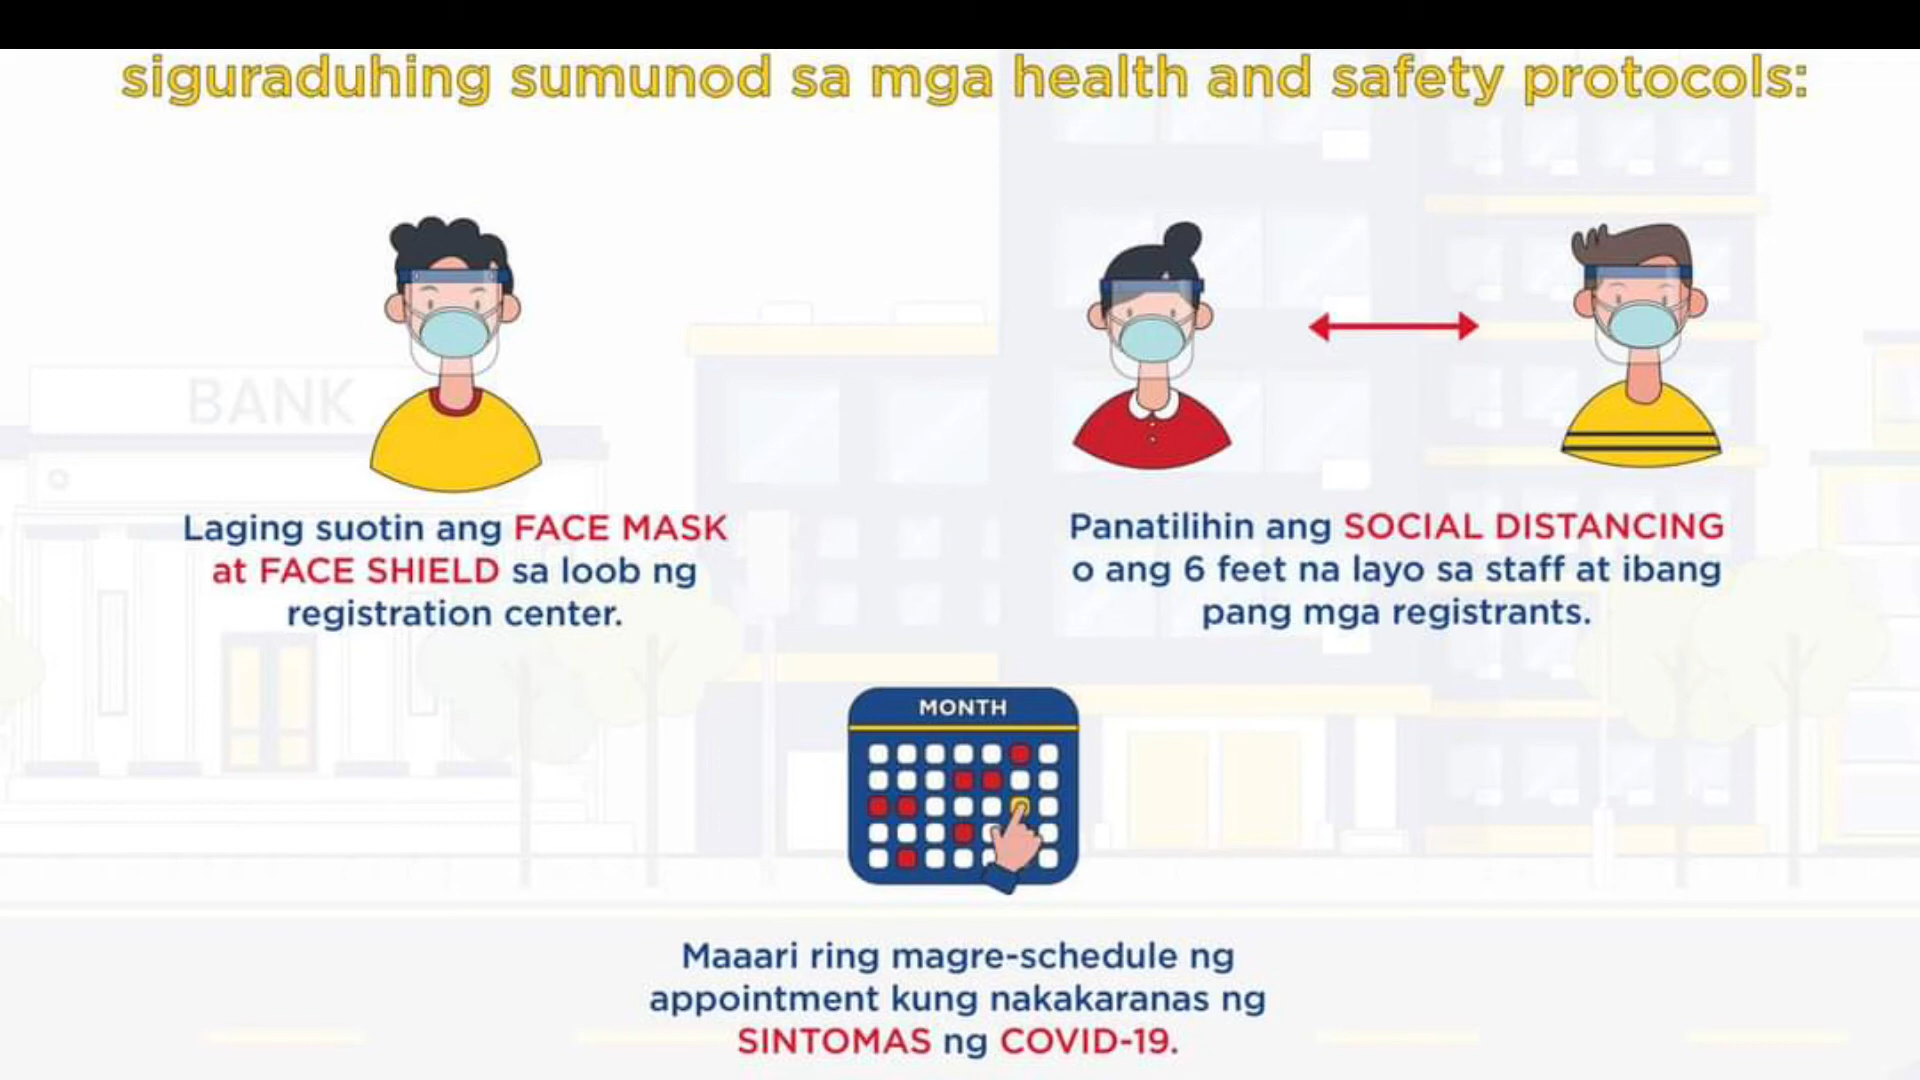 siguraduhing sumunod sa mga health and safety protocols:
BANK
Laging suotin ang FACE MASK
at FACE SHIELD sa loob ng
registration center.
Panatilihin ang SOCIAL DISTANCING
o ang 6 feet na layo sa staff at ibang
pang mga registrants.
MONTH
Maaari ring magre-schedule ng
appointment kung nakakaranas ng
SINTOMAS ng COVID-19.